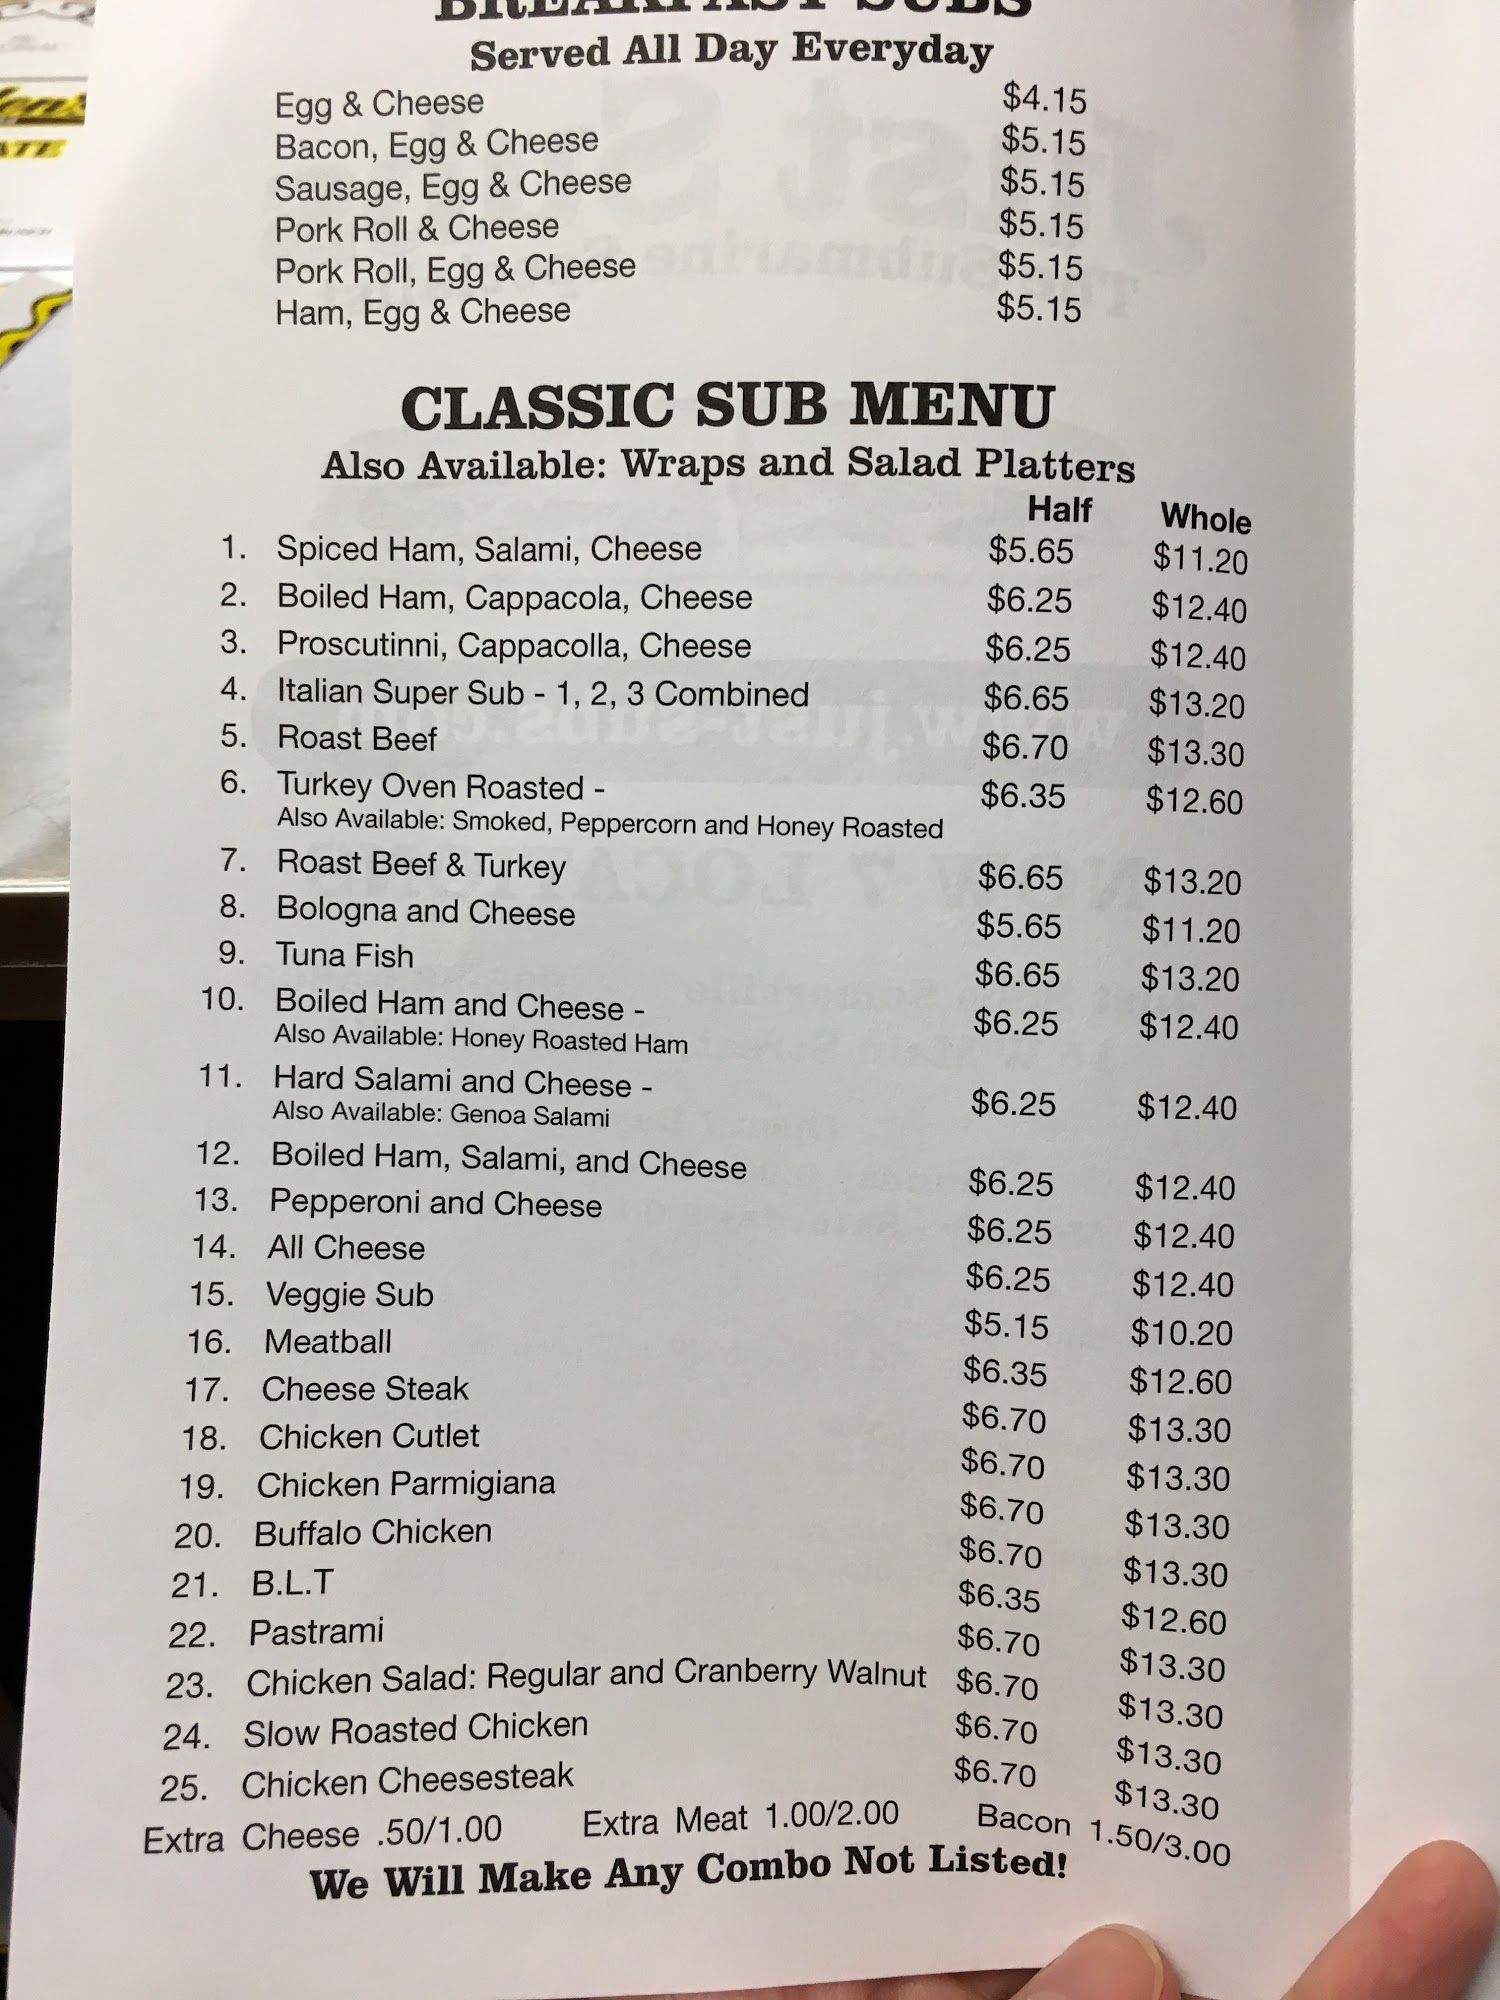 BREAKFAST SUBS
Served All Day Everyday
Egg & Cheese $4.15
Bacon, Egg & Cheese $5.15
Sausage, Egg & Cheese $5.15
Pork Roll & Cheese $5.15
Pork Roll, Egg & Cheese $5.15
Ham, Egg & Cheese $5.15
CLASSIC SUB MENU
Also Available: Wraps and Salad Platters
Half Whole
1. Spiced Ham, Salami, Cheese $5.65 $11.20
2. Boiled Ham, Cappacola, Cheese $6.25 $12.40
3. Proscutinni, Cappacolla, Cheese $6.25 $12.40
4. Italian Super Sub - 1, 2, 3 Combined $6.65 $13.20
5. Roast Beef $6.70 $13.30
6. Turkey Oven Roasted - $6.35 $12.60
Also Available: Smoked, Peppercorn and Honey Roasted
7. Roast Beef & Turkey $6.65 $13.20
8. Bologna and Cheese $5.65 $11.20
9. Tuna Fish $6.65 $13.20
10. Boiled Ham and Cheese - $6.25 $12.40
Also Available: Honey Roasted Ham
11. Hard Salami and Cheese - $6.25 $12.40
Also Available: Genoa Salami
12. Boiled Ham, Salami, and Cheese $6.25 $12.40
13. Pepperoni and Cheese $6.25 $12.40
14. All Cheese $6.25 $12.40
15. Veggie Sub $5.15 $10.20
16. Meatball $6.35 $12.60
17. Cheese Steak $6.70 $13.30
18. Chicken Cutlet $6.70 $13.30
19. Chicken Parmigiana $6.70 $13.30
20. Buffalo Chicken $6.70 $13.30
21. B.L.T $6.35 $12.60
22. Pastrami $6.70 $13.30
23. Chicken Salad: Regular and Cranberry Walnut $6.70 $13.30
24. Slow Roasted Chicken $6.70 $13.30
25. Chicken Cheesesteak $6.70 $13.30
Extra Cheese .50/1.00 Extra Meat 1.00/2.00 Bacon 1.50/3.00
We Will Make Any Combo Not Listed!